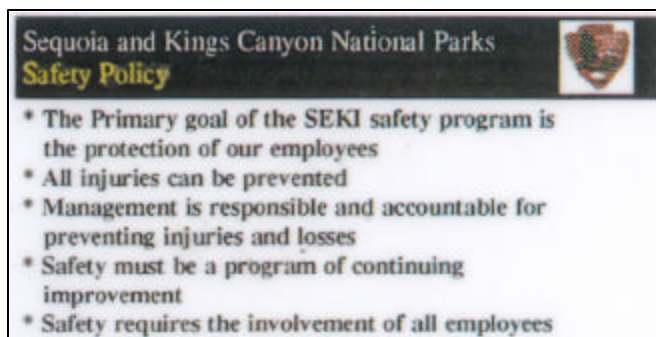 Sequoia and Kings Canyon National Parks
Safety Policy
* The Primary goal of the SEKI safety program is
the protection of our employees
* All injuries can be prevented
* Management is responsible and accountable for
preventing injuries and losses
* Safety must be a program of continuing
improvement
* Safety requires the involvement of all employees